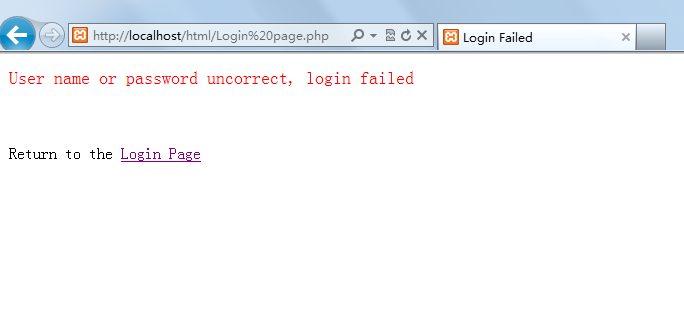 http://localhost/html/Login%20page.php
Login Failed
User name or password uncorrect, login failed
Return to the Login Page